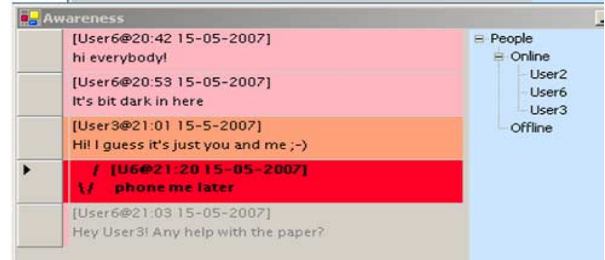 Awareness
[User6@20:42 15-05-2007]
hi everybody!
[User6@20:53 15-05-2007]
It's bit dark in here
[User3@21:01 15-5-2007]
Hi! I guess it's just you and me ;-)
/ [U6@21:20 15-05-2007]
\/ phone me later
[User6@21:03 15-05-2007]
Hey User3! Any help with the paper?
People
Online
User2
User6
User3
Offline